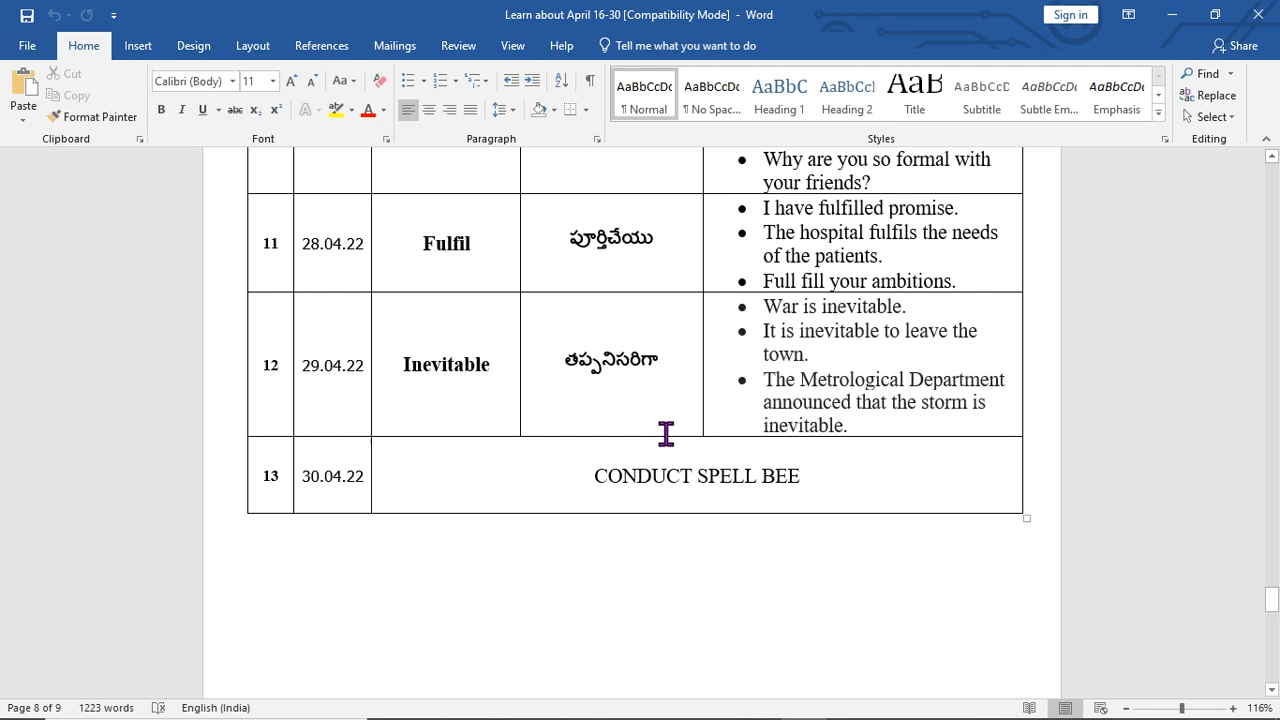 Learn about April 16-30 [Compatibility Mode] - Word
Sign in
File Home Insert Design Layout References Mailings Review View Help Tell me what you want to do Share
Paste
Cut
Copy
Format Painter
Clipboard
Calibri (Body) 11
Font
Paragraph
AaBbCcDc AaBbCcDc AaBbC AaBbCcI AaB AaBbCcD AaBbCcDc AaBbCcDc
¶ Normal ¶ No Spac... Heading 1 Heading 2 Title Subtitle Subtle Em... Emphasis
Styles
Find
Replace
Select
Editing
• Why are you so formal with
your friends?
11 28.04.22 Fulfil పూర్తిచేయు
• I have fulfilled promise.
• The hospital fulfils the needs
of the patients.
• Full fill your ambitions.
12 29.04.22 Inevitable తప్పనిసరిగా
• War is inevitable.
• It is inevitable to leave the
town.
• The Metrological Department
announced that the storm is
inevitable.
13 30.04.22 CONDUCT SPELL BEE
Page 8 of 9 1223 words English (India) 116%